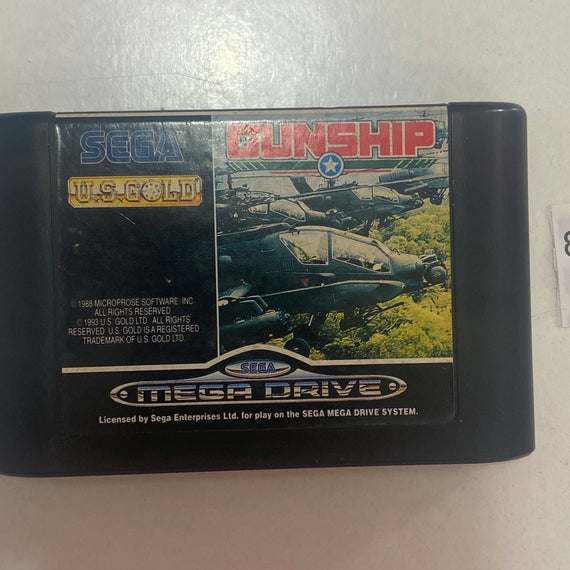 SEGA
GUNSHIP
U.S. GOLD
© 1988 MICROPROSE SOFTWARE INC.
ALL RIGHTS RESERVED
© 1993 U.S. GOLD LTD. ALL RIGHTS
RESERVED. U.S. GOLD IS A REGISTERED
TRADEMARK OF U.S. GOLD LTD.
SEGA
MEGA DRIVE
Licensed by Sega Enterprises Ltd. for play on the SEGA MEGA DRIVE SYSTEM.